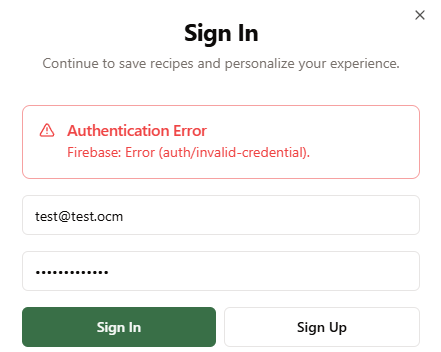 Sign In
Continue to save recipes and personalize your experience.
Authentication Error
Firebase: Error (auth/invalid-credential).
test@test.ocm
•••••••••••••
Sign In
Sign Up